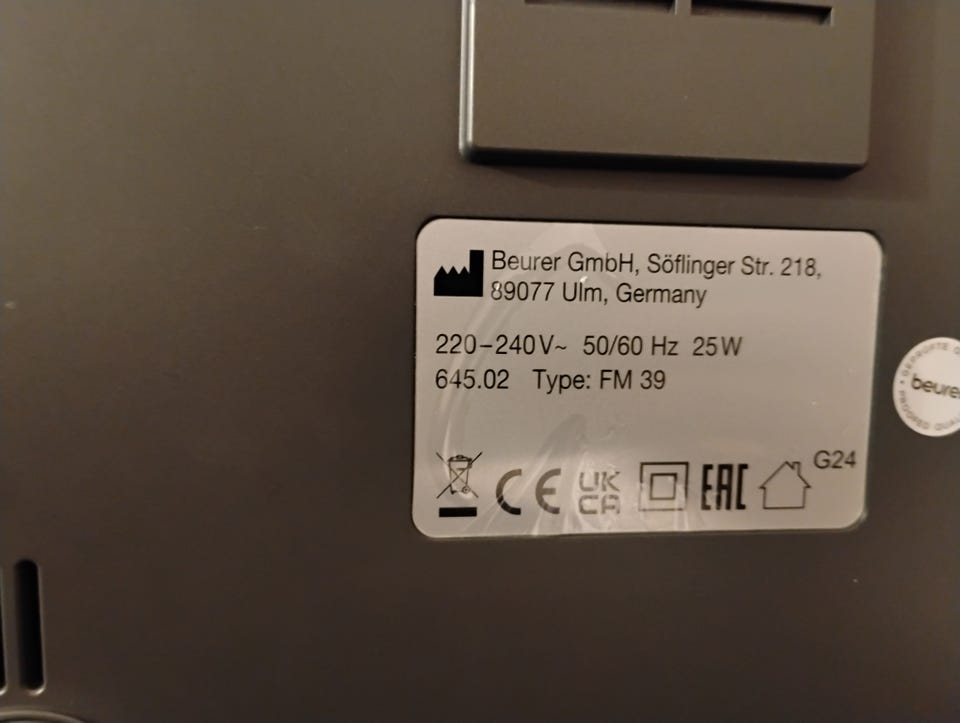 Beurer GmbH, Söflinger Str. 218,
89077 Ulm, Germany
220–240V~ 50/60 Hz 25W
645.02 Type: FM 39
CE UK CA EAC G24